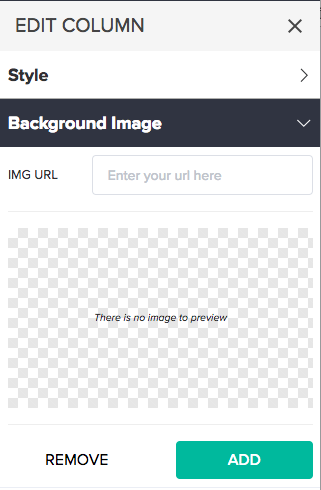 EDIT COLUMN
Style
Background Image
IMG URL
Enter your url here
There is no image to preview
REMOVE
ADD